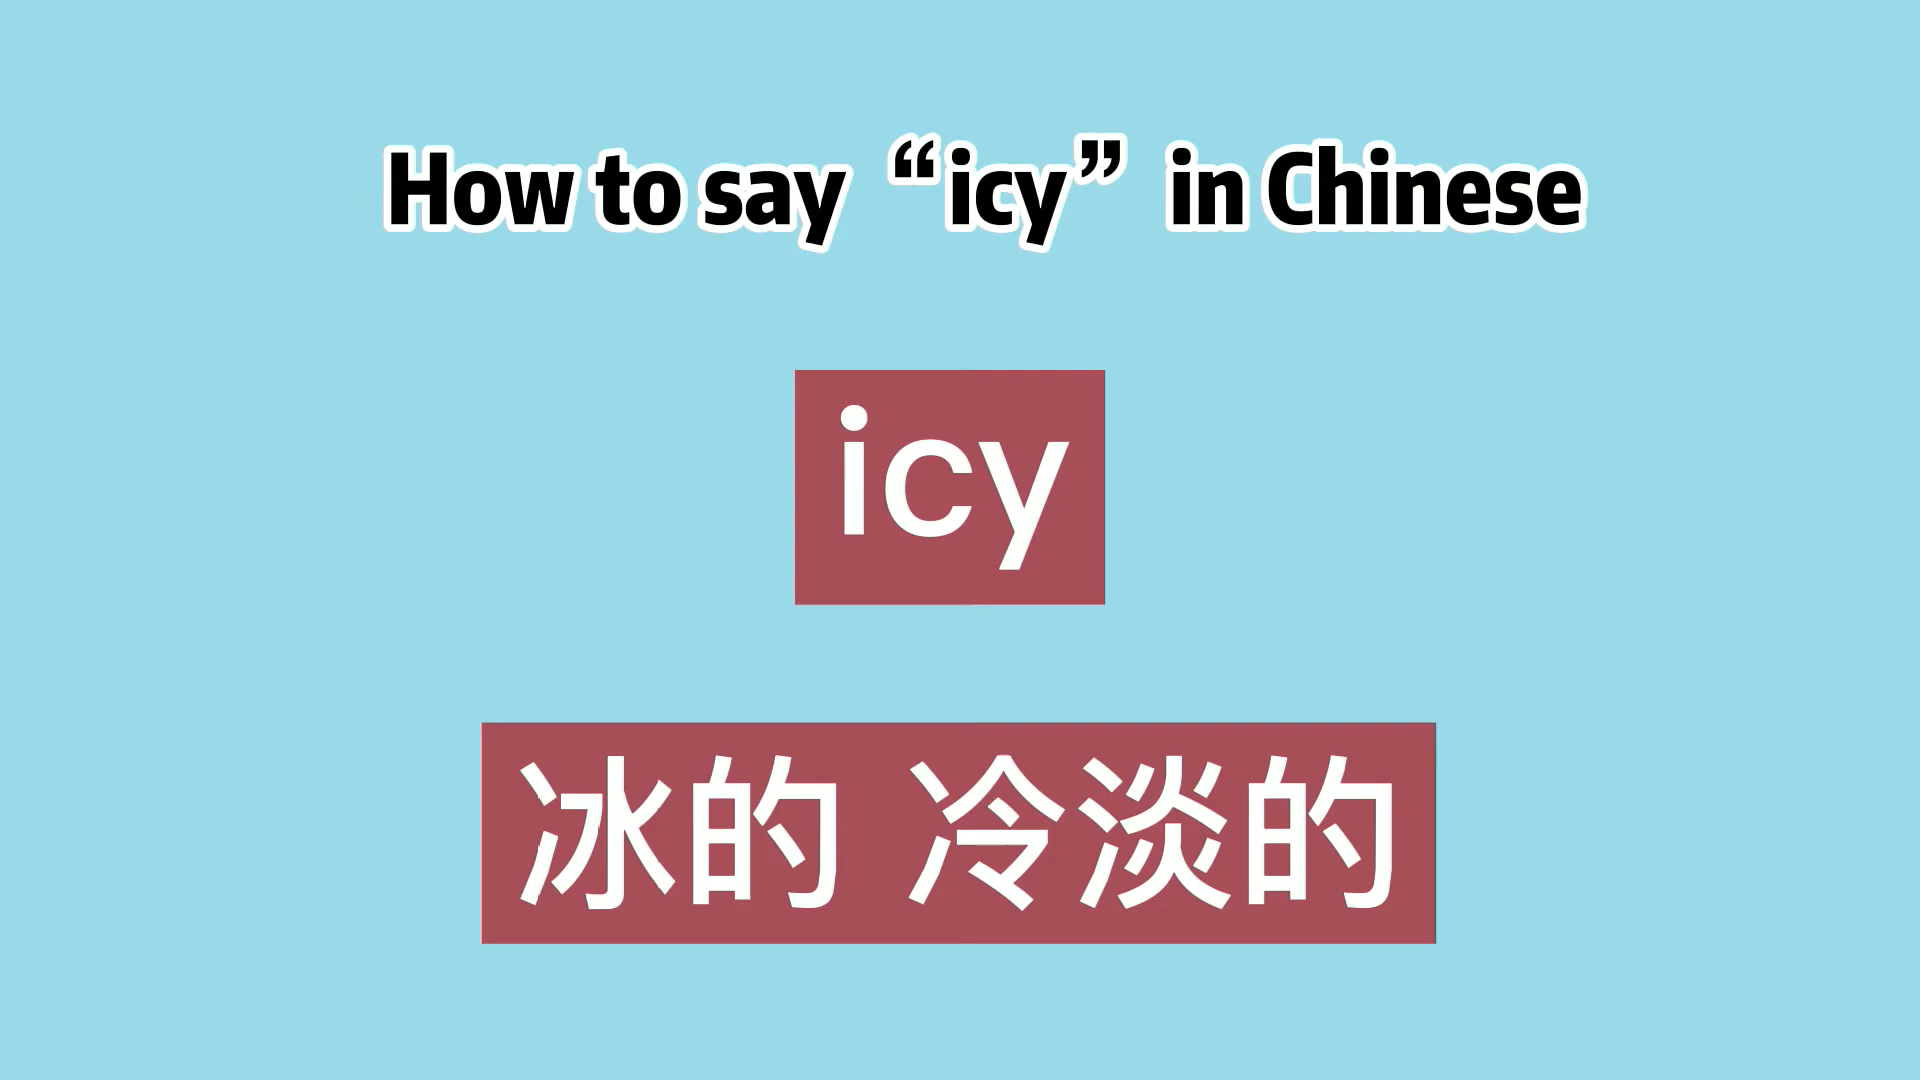 How to say “icy” in Chinese
icy
冰的 冷淡的